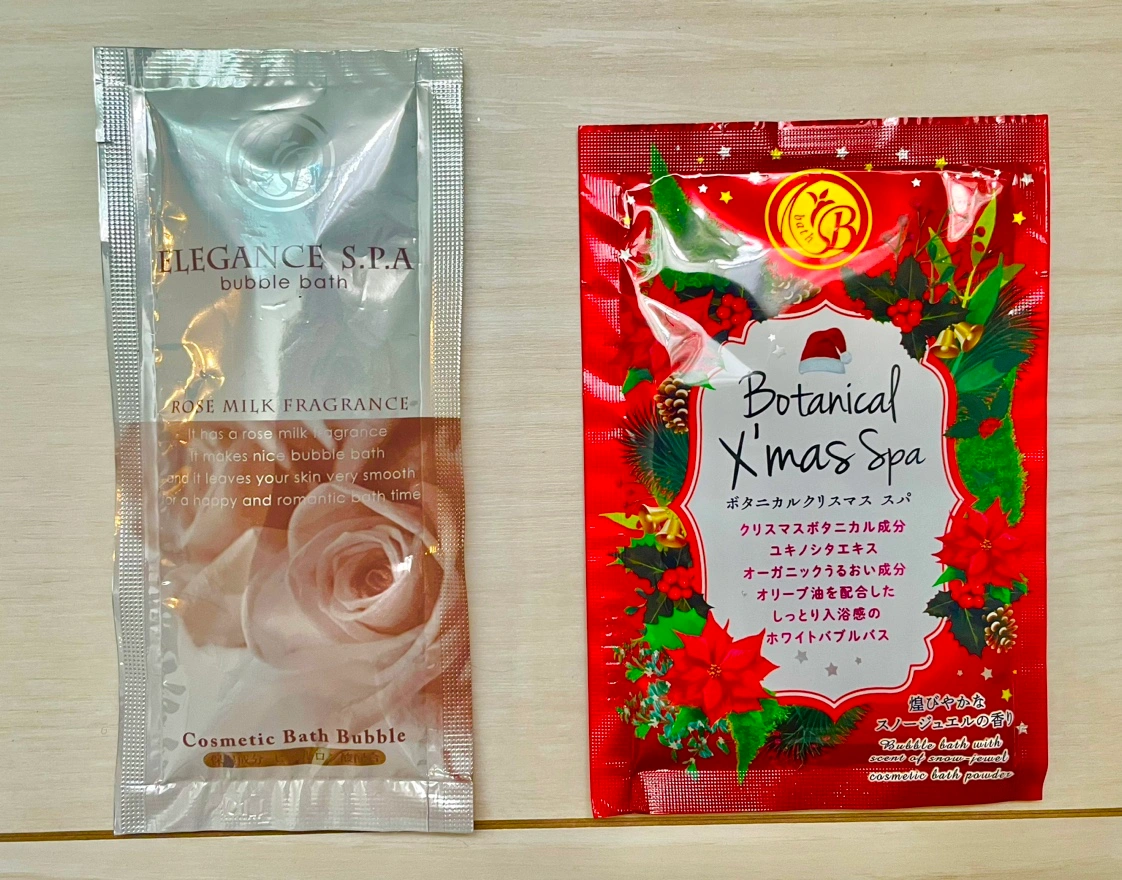 ELEGANCE S.P.A
bubble bath
ROSE MILK FRAGRANCE
It has a rose milk fragrance
It makes nice bubble bath
and it leaves your skin very smooth
for a happy and romantic bath time
Cosmetic Bath Bubble
bath
B
Botanical
X'mas Spa
ボタニカルクリスマス スパ
クリスマスボタニカル成分
ユキノシタエキス
オーガニックうるおい成分
オリーブ油を配合した
しっとり入浴感の
ホワイトバブルバス
煌びやかな
スノージュエルの香り
Bubble bath with
scent of snow-jewel
cosmetic bath powder